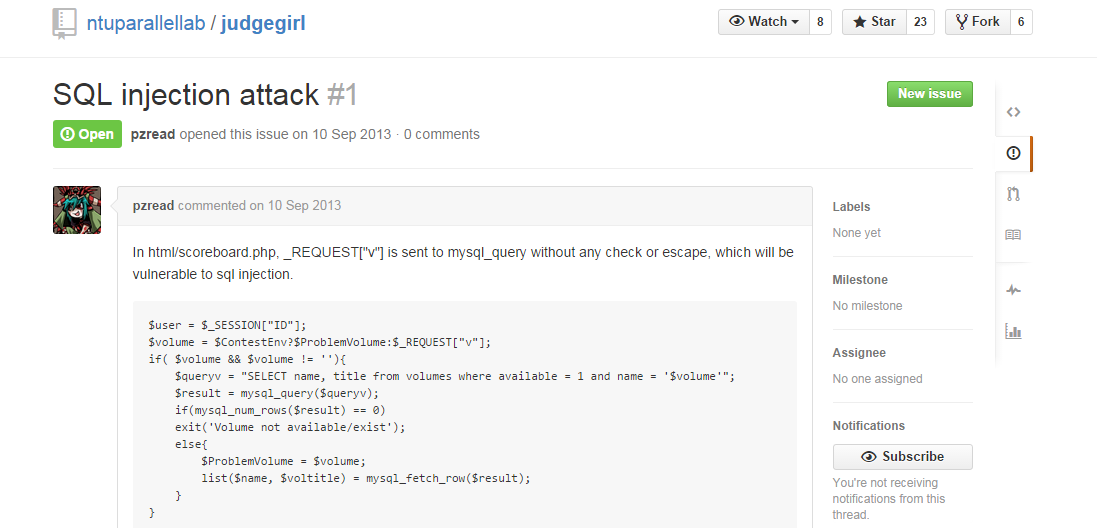 ntuparallellab / judgegirl
Watch 8 Star 23 Fork 6
SQL injection attack #1
New issue
Open pzread opened this issue on 10 Sep 2013 · 0 comments
pzread commented on 10 Sep 2013
In html/scoreboard.php, _REQUEST["v"] is sent to mysql_query without any check or escape, which will be
vulnerable to sql injection.
$user = $_SESSION["ID"];
$volume = $ContestEnv?$ProblemVolume:$_REQUEST["v"];
if( $volume && $volume != ''){
    $queryv = "SELECT name, title from volumes where available = 1 and name = '$volume'";
    $result = mysql_query($queryv);
    if(mysql_num_rows($result) == 0)
    exit('Volume not available/exist');
    else{
        $ProblemVolume = $volume;
        list($name, $voltitle) = mysql_fetch_row($result);
    }
}
Labels
None yet
Milestone
No milestone
Assignee
No one assigned
Notifications
Subscribe
You're not receiving
notifications from this
thread.